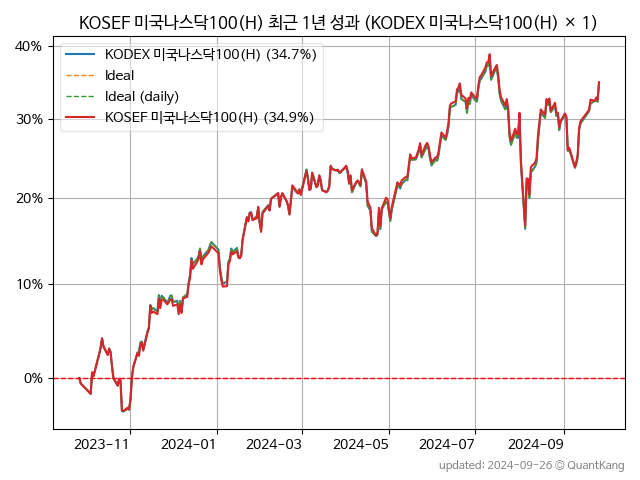 KOSEF 미국나스닥100(H) 최근 1년 성과 (KODEX 미국나스닥100(H) × 1)
KODEX 미국나스닥100(H) (34.7%)
Ideal
Ideal (daily)
KOSEF 미국나스닥100(H) (34.9%)
40%
30%
20%
10%
0%
2023-11 2024-01 2024-03 2024-05 2024-07 2024-09
updated: 2024-09-26 © QuantKang